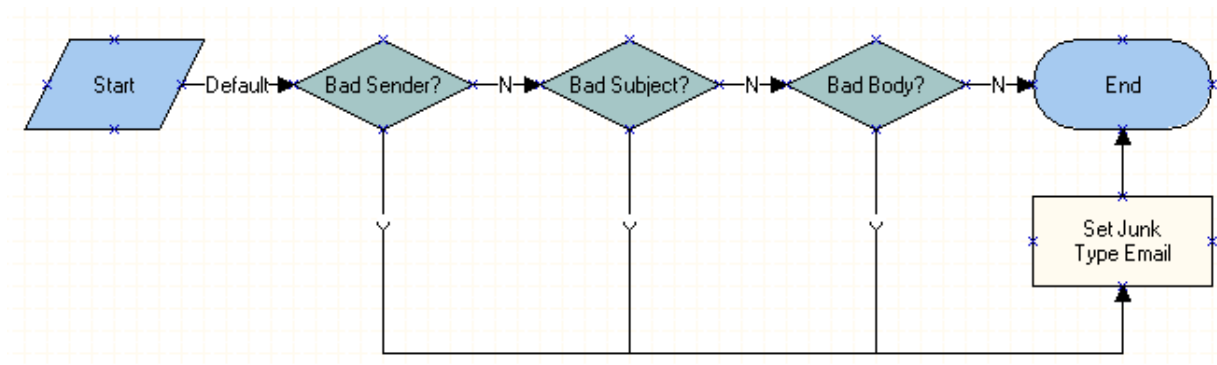 Start
Default
Bad Sender?
N
Bad Subject?
N
Bad Body?
N
End
Y
Y
Y
Set Junk
Type Email